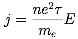 j = \frac{ne^2\tau}{m_e} E